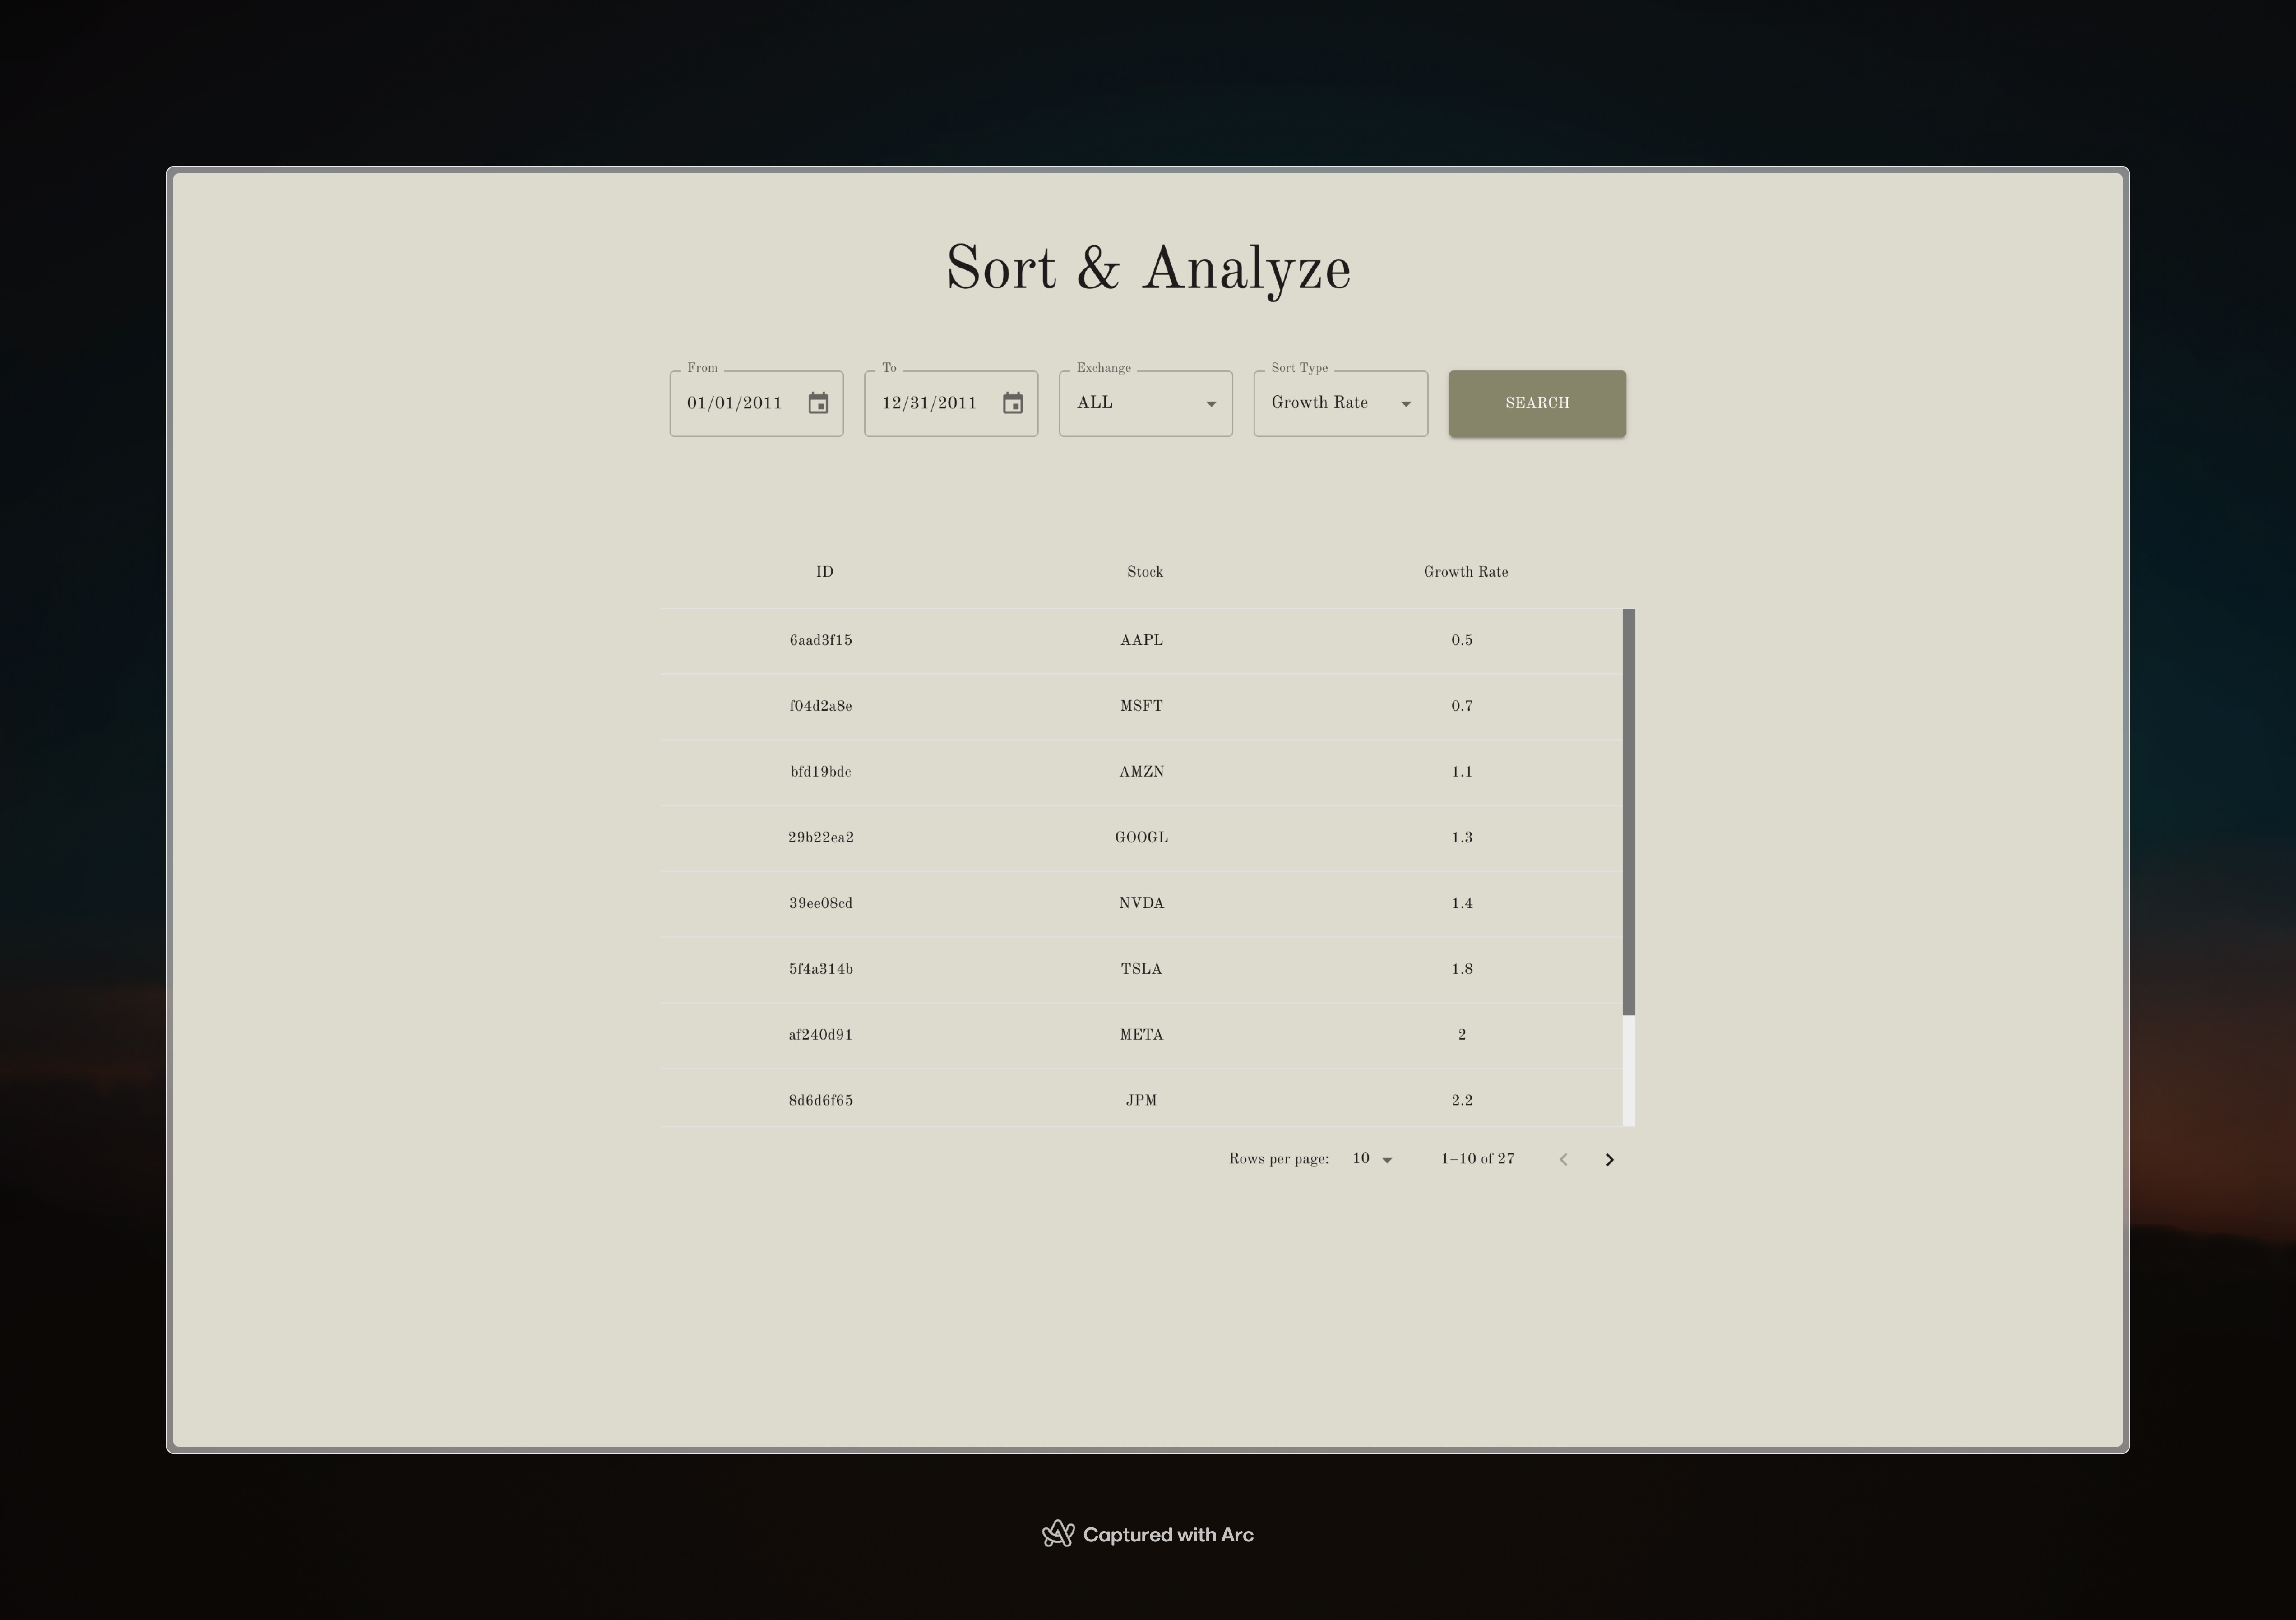 Sort & Analyze
From To Exchange Sort Type
01/01/2011 12/31/2011 ALL Growth Rate SEARCH
ID Stock Growth Rate
6aad3f15 AAPL 0.5
f04d2a8e MSFT 0.7
bfd19bdc AMZN 1.1
29b22ea2 GOOGL 1.3
39ee08cd NVDA 1.4
5f4a314b TSLA 1.8
af240d91 META 2
8d6d6f65 JPM 2.2
Rows per page: 10 1–10 of 27
Captured with Arc